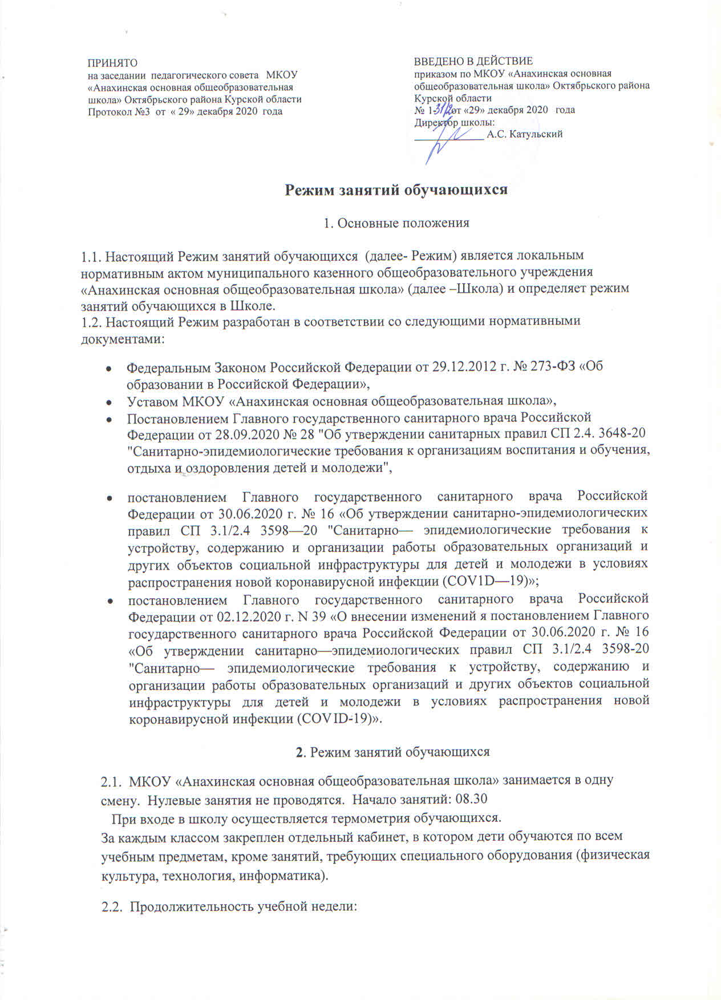 ПРИНЯТО
на заседании педагогического совета МКОУ
«Анахинская основная общеобразовательная
школа» Октябрьского района Курской области
Протокол №3 от « 29» декабря 2020 года
ВВЕДЕНО В ДЕЙСТВИЕ
приказом по МКОУ «Анахинская основная
общеобразовательная школа» Октябрьского района
Курской области
№ 1- от «29» декабря 2020 года
Директор школы:
А.С. Катульский
Режим занятий обучающихся
1. Основные положения
1.1. Настоящий Режим занятий обучающихся (далее- Режим) является локальным
нормативным актом муниципального казенного общеобразовательного учреждения
«Анахинская основная общеобразовательная школа» (далее –Школа) и определяет режим
занятий обучающихся в Школе.
1.2. Настоящий Режим разработан в соответствии со следующими нормативными
документами:
• Федеральным Законом Российской Федерации от 29.12.2012 г. № 273-ФЗ «Об
образовании в Российской Федерации»,
• Уставом МКОУ «Анахинская основная общеобразовательная школа»,
• Постановлением Главного государственного санитарного врача Российской
Федерации от 28.09.2020 № 28 "Об утверждении санитарных правил СП 2.4. 3648-20
"Санитарно-эпидемиологические требования к организациям воспитания и обучения,
отдыха и оздоровления детей и молодежи",
• постановлением Главного государственного санитарного врача Российской
Федерации от 30.06.2020 г. № 16 «Об утверждении санитарно-эпидемиологических
правил СП 3.1/2.4 3598—20 "Санитарно— эпидемиологические требования к
устройству, содержанию и организации работы образовательных организаций и
других объектов социальной инфраструктуры для детей и молодежи в условиях
распространения новой коронавирусной инфекции (COV1D—19)»;
• постановлением Главного государственного санитарного врача Российской
Федерации от 02.12.2020 г. N 39 «О внесении изменений я постановлением Главного
государственного санитарного врача Российской Федерации от 30.06.2020 г. № 16
«Об утверждении санитарно—эпидемиологических правил СП 3.1/2.4 3598-20
"Санитарно— эпидемиологические требования к устройству, содержанию и
организации работы образовательных организаций и других объектов социальной
инфраструктуры для детей и молодежи в условиях распространения новой
коронавирусной инфекции (COVID-19)».
2. Режим занятий обучающихся
2.1. МКОУ «Анахинская основная общеобразовательная школа» занимается в одну
смену. Нулевые занятия не проводятся. Начало занятий: 08.30
При входе в школу осуществляется термометрия обучающихся.
За каждым классом закреплен отдельный кабинет, в котором дети обучаются по всем
учебным предметам, кроме занятий, требующих специального оборудования (физическая
культура, технология, информатика).
2.2. Продолжительность учебной недели: